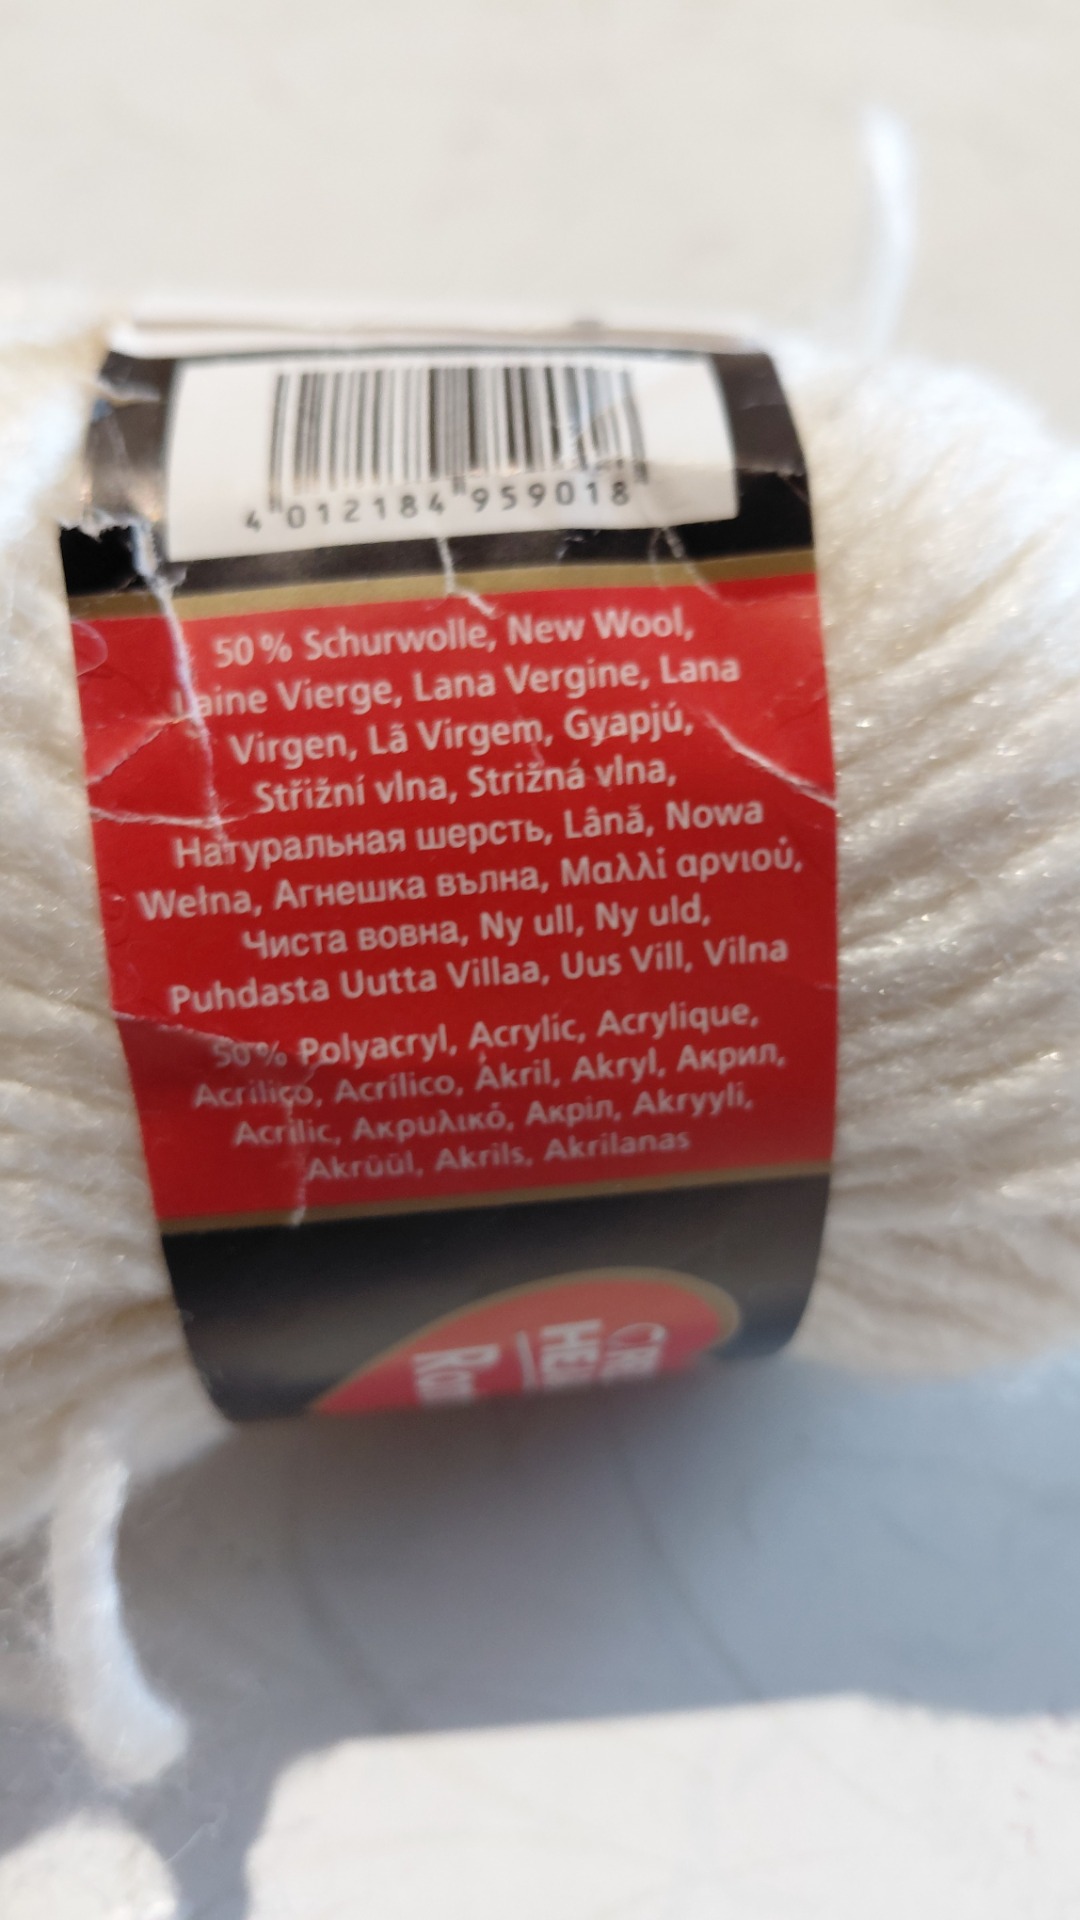 4 012184 959018
50 % Schurwolle, New Wool,
Laine Vierge, Lana Vergine, Lana
Virgen, Lã Virgem, Gyapjú,
Střižní vlna, Strižná vlna,
Натуральная шерсть, Lână, Nowa
Wełna, Агнешка вълна, Μαλλί αρνιού,
Чиста вовна, Ny ull, Ny uld,
Puhdasta Uutta Villaa, Uus Vill, Vilna
50 % Polyacryl, Acrylic, Acrylique,
Acrilico, Acrílico, Akril, Akryl, Акрил,
Acrilic, Ακρυλικό, Акріл, Akryyli,
Akrüül, Akrils, Akrilanas